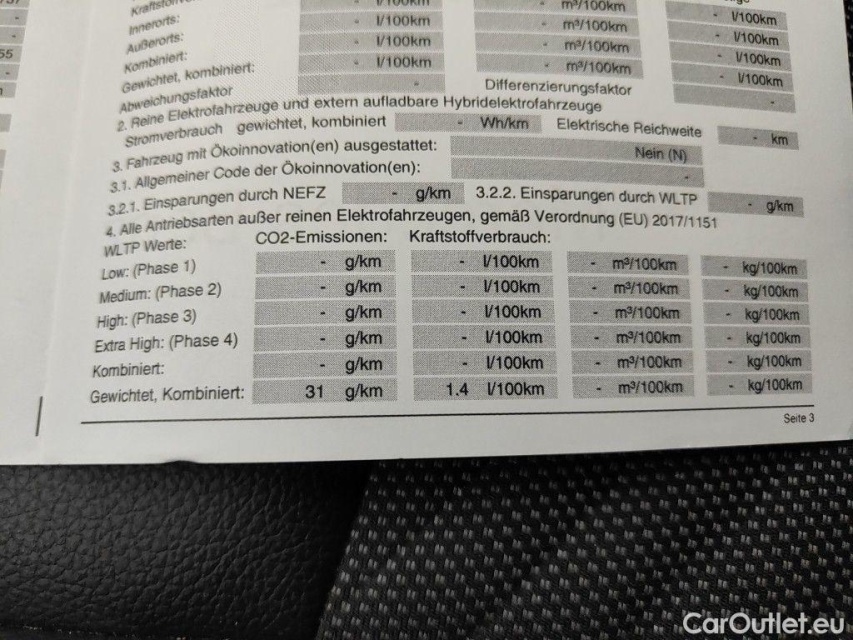 55
l/100km m³/100km
Innerorts: - l/100km - m³/100km - l/100km
Außerorts: - l/100km - m³/100km - l/100km
Kombiniert: - l/100km - m³/100km - l/100km
Gewichtet, kombiniert: - l/100km - m³/100km - l/100km
Abweichungsfaktor - Differenzierungsfaktor -
2. Reine Elektrofahrzeuge und extern aufladbare Hybridelektrofahrzeuge
Stromverbrauch gewichtet, kombiniert - Wh/km Elektrische Reichweite - km
3. Fahrzeug mit Ökoinnovation(en) ausgestattet: Nein (N)
3.1. Allgemeiner Code der Ökoinnovation(en): -
3.2.1. Einsparungen durch NEFZ - g/km 3.2.2. Einsparungen durch WLTP - g/km
4. Alle Antriebsarten außer reinen Elektrofahrzeugen, gemäß Verordnung (EU) 2017/1151
WLTP Werte: CO2-Emissionen: Kraftstoffverbrauch:
Low: (Phase 1) - g/km - l/100km - m³/100km - kg/100km
Medium: (Phase 2) - g/km - l/100km - m³/100km - kg/100km
High: (Phase 3) - g/km - l/100km - m³/100km - kg/100km
Extra High: (Phase 4) - g/km - l/100km - m³/100km - kg/100km
Kombiniert: - g/km - l/100km - m³/100km - kg/100km
Gewichtet, Kombiniert: 31 g/km 1.4 l/100km - m³/100km - kg/100km
Seite 3
CarOutlet.eu